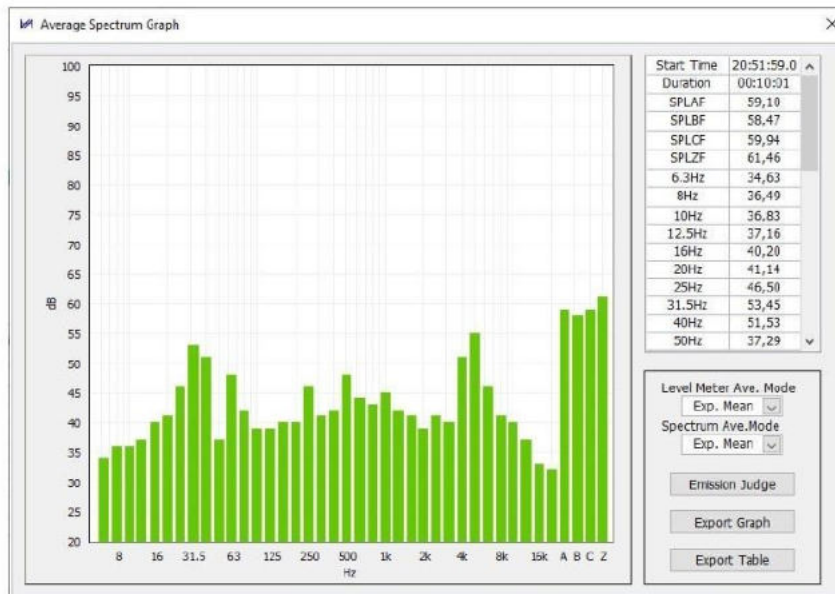 Average Spectrum Graph
100
95
90
85
80
75
70
65
60
55
50
45
40
35
30
25
20
dB
8 16 31.5 63 125 250 500 1k 2k 4k 8k 16k A B C Z
Hz
Start Time 20:51:59.0
Duration 00:10:01
SPLAF 59,10
SPLBF 58,47
SPLCF 59,94
SPLZF 61,46
6.3Hz 34,63
8Hz 36,49
10Hz 36,83
12.5Hz 37,16
16Hz 40,20
20Hz 41,14
25Hz 46,50
31.5Hz 53,45
40Hz 51,53
50Hz 37,29
Level Meter Ave. Mode
Exp. Mean
Spectrum Ave.Mode
Exp. Mean
Emission Judge
Export Graph
Export Table